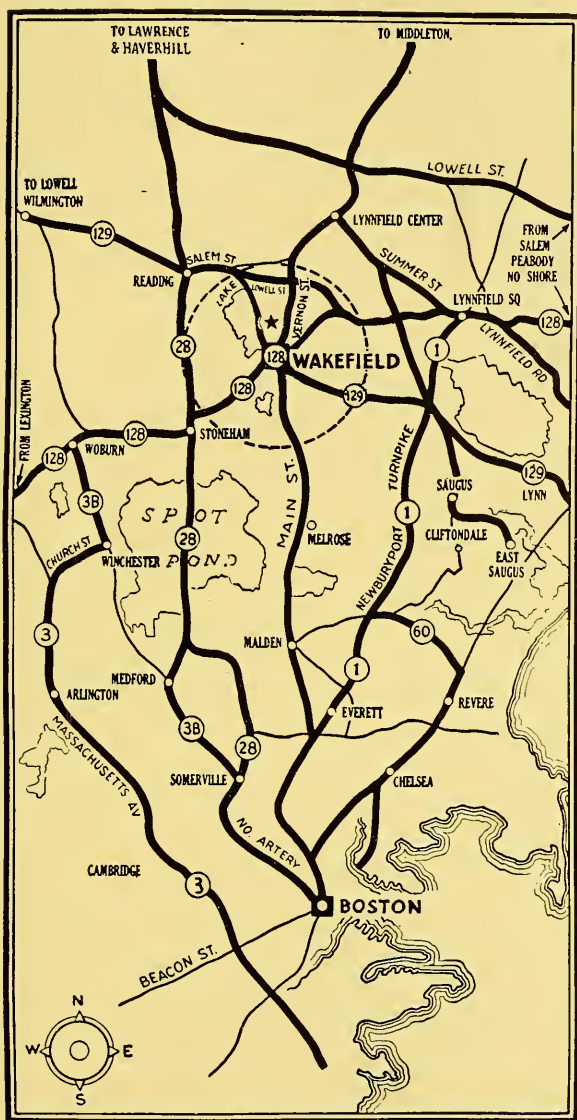 TO LAWRENCE
& HAVERHILL
TO MIDDLETON,
LOWELL ST.
TO LOWELL
WILMINGTON
129
LYNNFIELD CENTER
FROM
SALEM
PEABODY
NO SHORE
SALEM ST
READING
LAKE
LOWELL ST
VERNON ST.
SUMMER ST
LYNNFIELD SQ
128
LYNNFIELD RD
28
1
128
WAKEFIELD
128
129
FROM LEXINGTON
128
WOBURN
128
STONEHAM
3B
SPOT
POND
28
MAIN ST.
MELROSE
NEWBURYPORT TURNPIKE
1
SAUGUS
129
LYNN
CLIFTONDALE
EAST
SAUGUS
CHURCH ST
WINCHESTER
3
MALDEN
60
1
ARLINGTON
MEDFORD
EVERETT
REVERE
3B
28
MASSACHUSETTS AV
SOMERVILLE
CHELSEA
NO. ARTERY
CAMBRIDGE
3
BOSTON
BEACON ST.
N
W
E
S